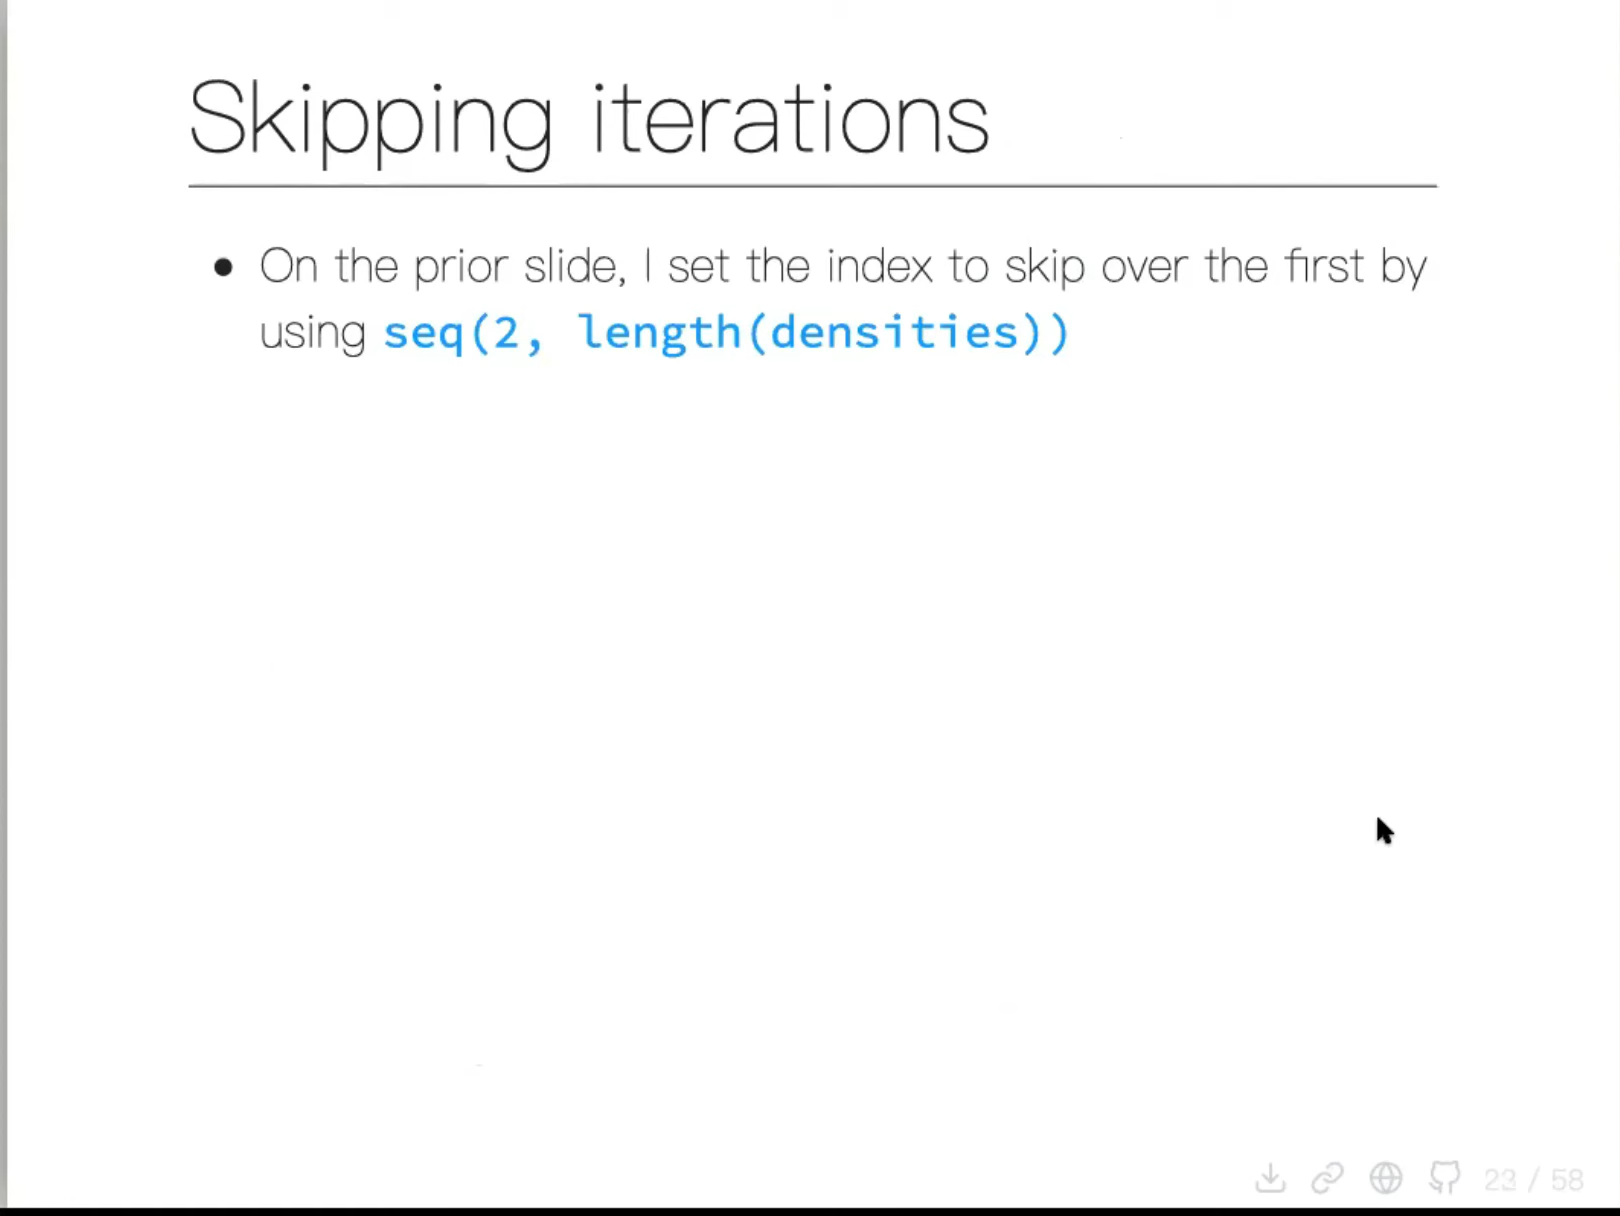 Skipping iterations
On the prior slide, I set the index to skip over the first by
using seq(2, length(densities))
23 / 58